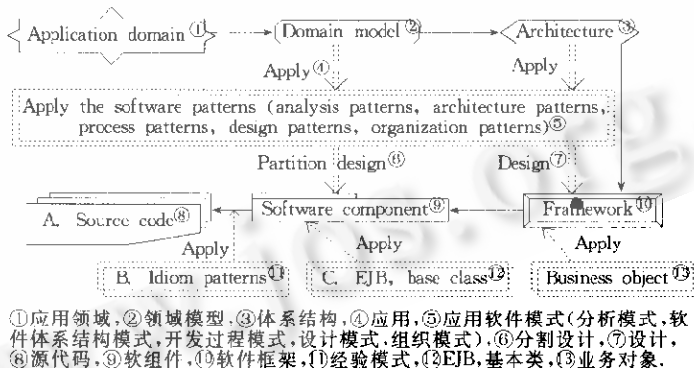 Application domain① Domain model② Architecture③
Apply④ Apply
Apply the software patterns (analysis patterns, architecture patterns,
process patterns, design patterns, organization patterns)⑤
Partition design⑥ Design⑦
A. Source code⑧ Software component⑨ Framework⑩
Apply Apply Apply
B. Idiom patterns⑪ C. EJB, base class⑫ Business object⑬
①应用领域,②领域模型,③体系结构,④应用,⑤应用软件模式(分析模式,软
件体系结构模式,开发过程模式,设计模式,组织模式),⑥分割设计,⑦设计,
⑧源代码,⑨软组件,⑩软件框架,⑪经验模式,⑫EJB,基本类,⑬业务对象.